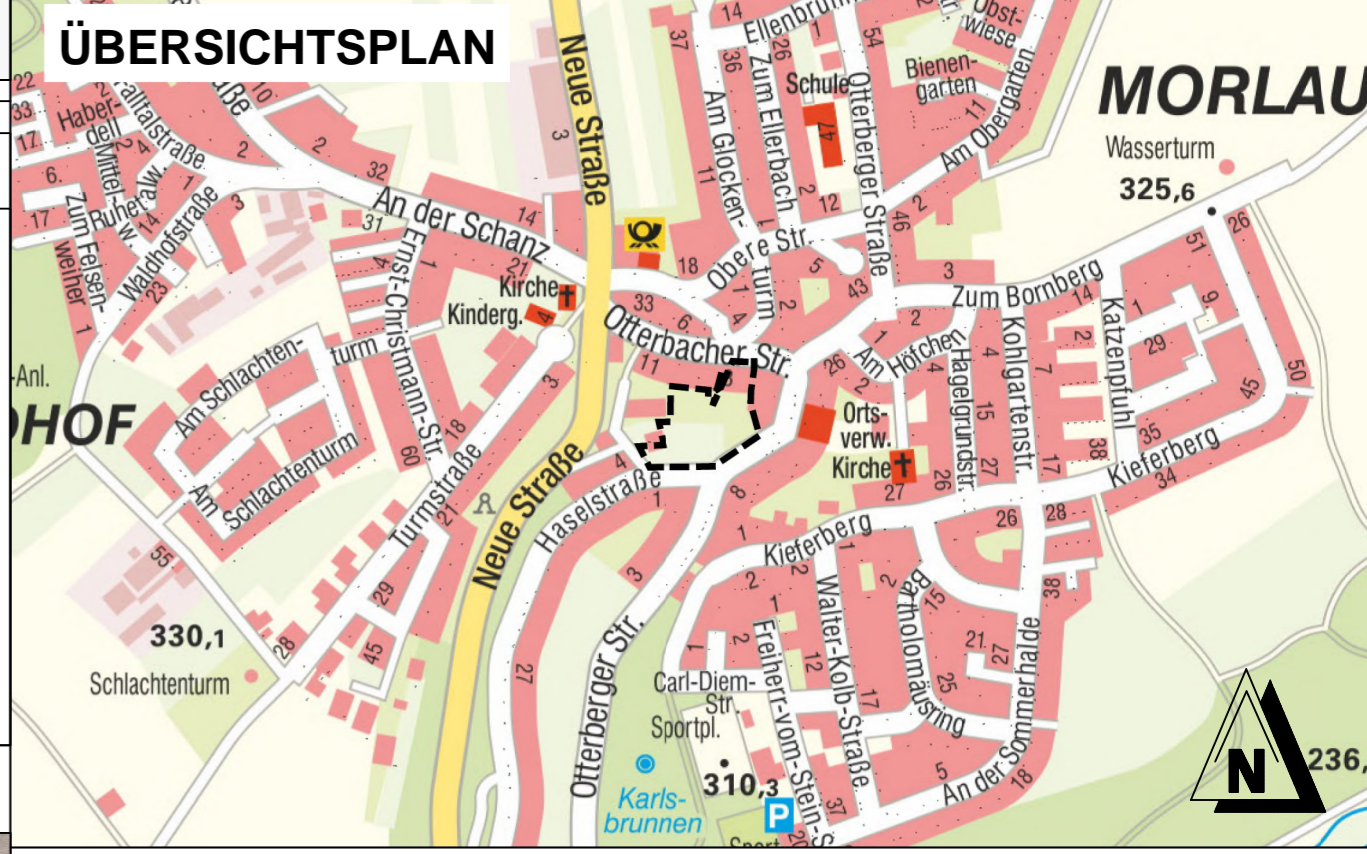 ÜBERSICHTSPLAN
Neue Straße
Ellenbrunn
Obst-
wiese
Bienen-
garten
Schule
47
MORLAU
Wasserturm
325,6
Haber-
dell
Mittel
Ruhetalw.
Waldhofstraße
Zum Felsen-
weiher
An der Schanz
Ernst-Christmann-Str.
Am Glocken-
turm
Zum Ellerbach
Otterberger Straße
Am Obergarten
Obere Str.
Zum Bornberg
Kirche
Kinderg.
Otterbacher Str.
Am Höfchen
Hagelgrundstr.
Kohlgartenstr.
Katzenpfuhl
-Anl.
HOF
Am Schlachten-
turm
Am
Schlachtenturm
Turmstraße
Neue Straße
Haselstraße
Orts-
verw.
Kirche
Kieferberg
Kieferberg
330,1
Schlachtenturm
Otterberger Str.
Carl-Diem-
Str.
Sportpl.
310,3
Karls-
brunnen
P
Freiherr-vom-Stein-S
Walter-Kolb-Straße
Bartholomäusring
An der Sommerhalde
N
236,